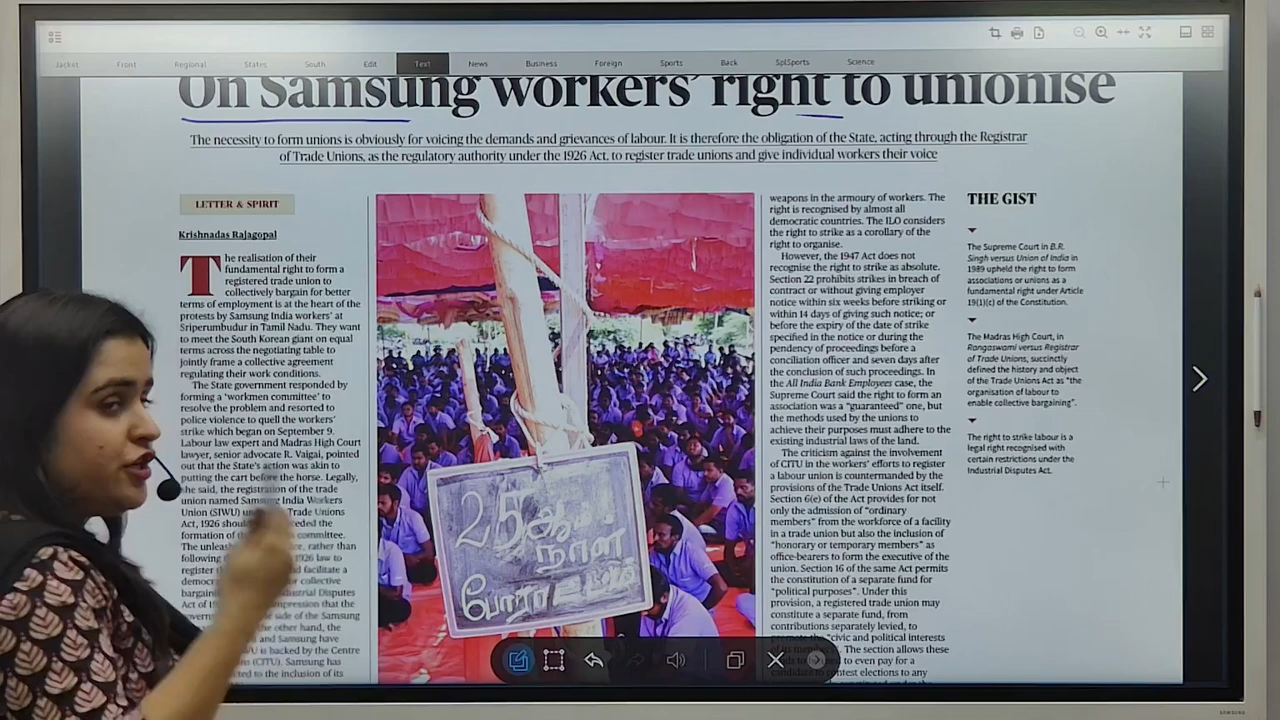 Jacket Front Regional States South Edit Text News Business Foreign Sports Back SplSports Science
On Samsung workers' right to unionise
The necessity to form unions is obviously for voicing the demands and grievances of labour. It is therefore the obligation of the State, acting through the Registrar
of Trade Unions, as the regulatory authority under the 1926 Act, to register trade unions and give individual workers their voice
LETTER & SPIRIT
Krishnadas Rajagopal
The realisation of their
fundamental right to form a
registered trade union to
collectively bargain for better
terms of employment is at the heart of the
protests by Samsung India workers' at
Sriperumbudur in Tamil Nadu. They want
to meet the South Korean giant on equal
terms across the negotiating table to
jointly frame a collective agreement
regulating their work conditions.
The State government responded by
forming a 'workmen committee' to
resolve the problem and resorted to
police violence to quell the workers'
strike which began on September 9.
Labour law expert and Madras High Court
lawyer, senior advocate R. Vaigai, pointed
out that the State's action was akin to
putting the cart before the horse. Legally,
she said, the registration of the trade
union named Samsung India Workers
Union (SIWU) Trade Unions
Act, 1926 the
formation of committee.
The rather than
following 1926 law to
register facilitate a
collective
Disputes
Act of that the
side of the Samsung
the other hand, the
and Samsung have
is backed by the Centre
(CITU). Samsung has
to the inclusion of its
25
நாள்
weapons in the armoury of workers. The
right is recognised by almost all
democratic countries. The ILO considers
the right to strike as a corollary of the
right to organise.
However, the 1947 Act does not
recognise the right to strike as absolute.
Section 22 prohibits strikes in breach of
contract or without giving employer
notice within six weeks before striking or
within 14 days of giving such notice; or
before the expiry of the date of strike
specified in the notice or during the
pendency of proceedings before a
conciliation officer and seven days after
the conclusion of such proceedings. In
the All India Bank Employees case, the
Supreme Court said the right to form an
association was a "guaranteed" one, but
the methods used by the unions to
achieve their purposes must adhere to the
existing industrial laws of the land.
The criticism against the involvement
of CITU in the workers' efforts to register
a labour union is countermanded by the
provisions of the Trade Unions Act itself.
Section 6(e) of the Act provides for not
only the admission of "ordinary
members" from the workforce of a facility
in a trade union but also the inclusion of
"honorary or temporary members" as
office-bearers to form the executive of the
union. Section 16 of the same Act permits
the constitution of a separate fund for
"political purposes". Under this
provision, a registered trade union may
constitute a separate fund, from
contributions separately levied, to
promote the "civic and political interests
of its members". The section allows these
to even pay for a
candidate to contest elections to any
THE GIST
The Supreme Court in B.R.
Singh versus Union of India in
1989 upheld the right to form
associations or unions as a
fundamental right under Article
19(1)(c) of the Constitution.
The Madras High Court, in
Rangaswami versus Registrar
of Trade Unions, succinctly
defined the history and object
of the Trade Unions Act as "the
organisation of labour to
enable collective bargaining".
The right to strike labour is a
legal right recognised with
certain restrictions under the
Industrial Disputes Act.
SAMSUNG